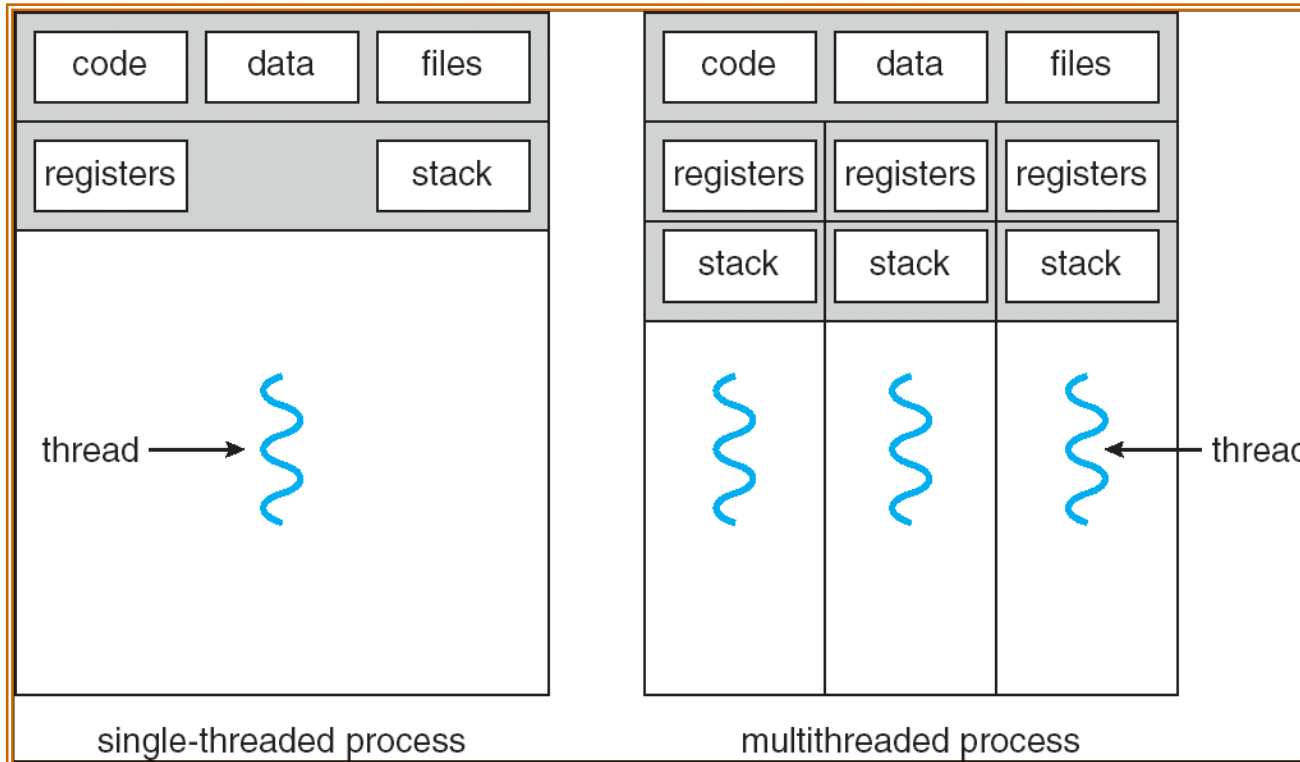 code data files code data files
registers stack registers registers registers
stack stack stack
thread thread
single-threaded process multithreaded process